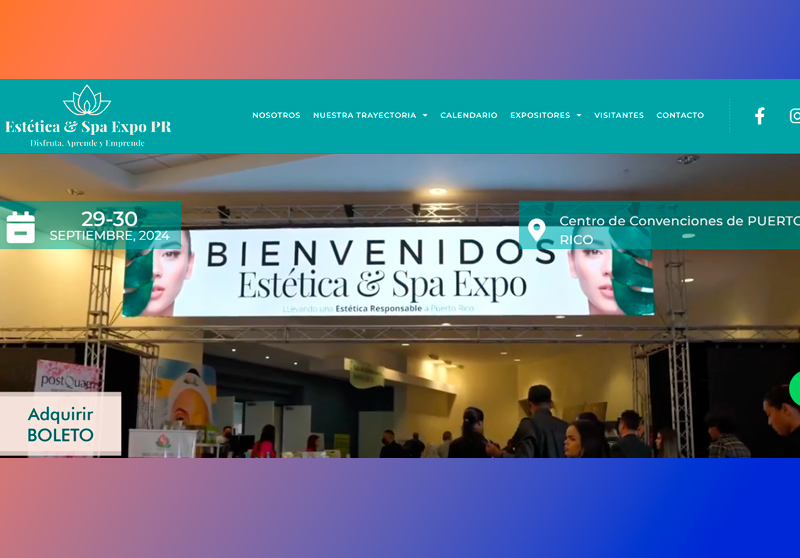 NOSOTROS NUESTRA TRAYECTORIA CALENDARIO EXPOSITORES VISITANTES CONTACTO
Estética & Spa Expo PR
Disfruta, Aprende y Emprende
29-30
SEPTIEMBRE, 2024
Centro de Convenciones de PUERTO
RICO
BIENVENIDOS
Estética & Spa Expo
LLevando una Estética Responsable a Puerto Rico
postQuam
Adquirir
BOLETO